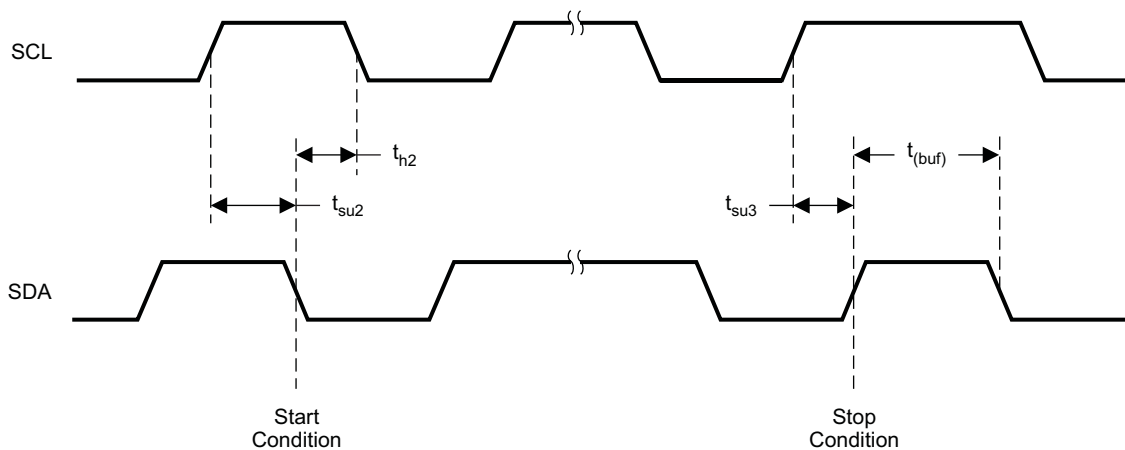 SCL
t_h2
t_(buf)
t_su2
t_su3
SDA
Start
Condition
Stop
Condition